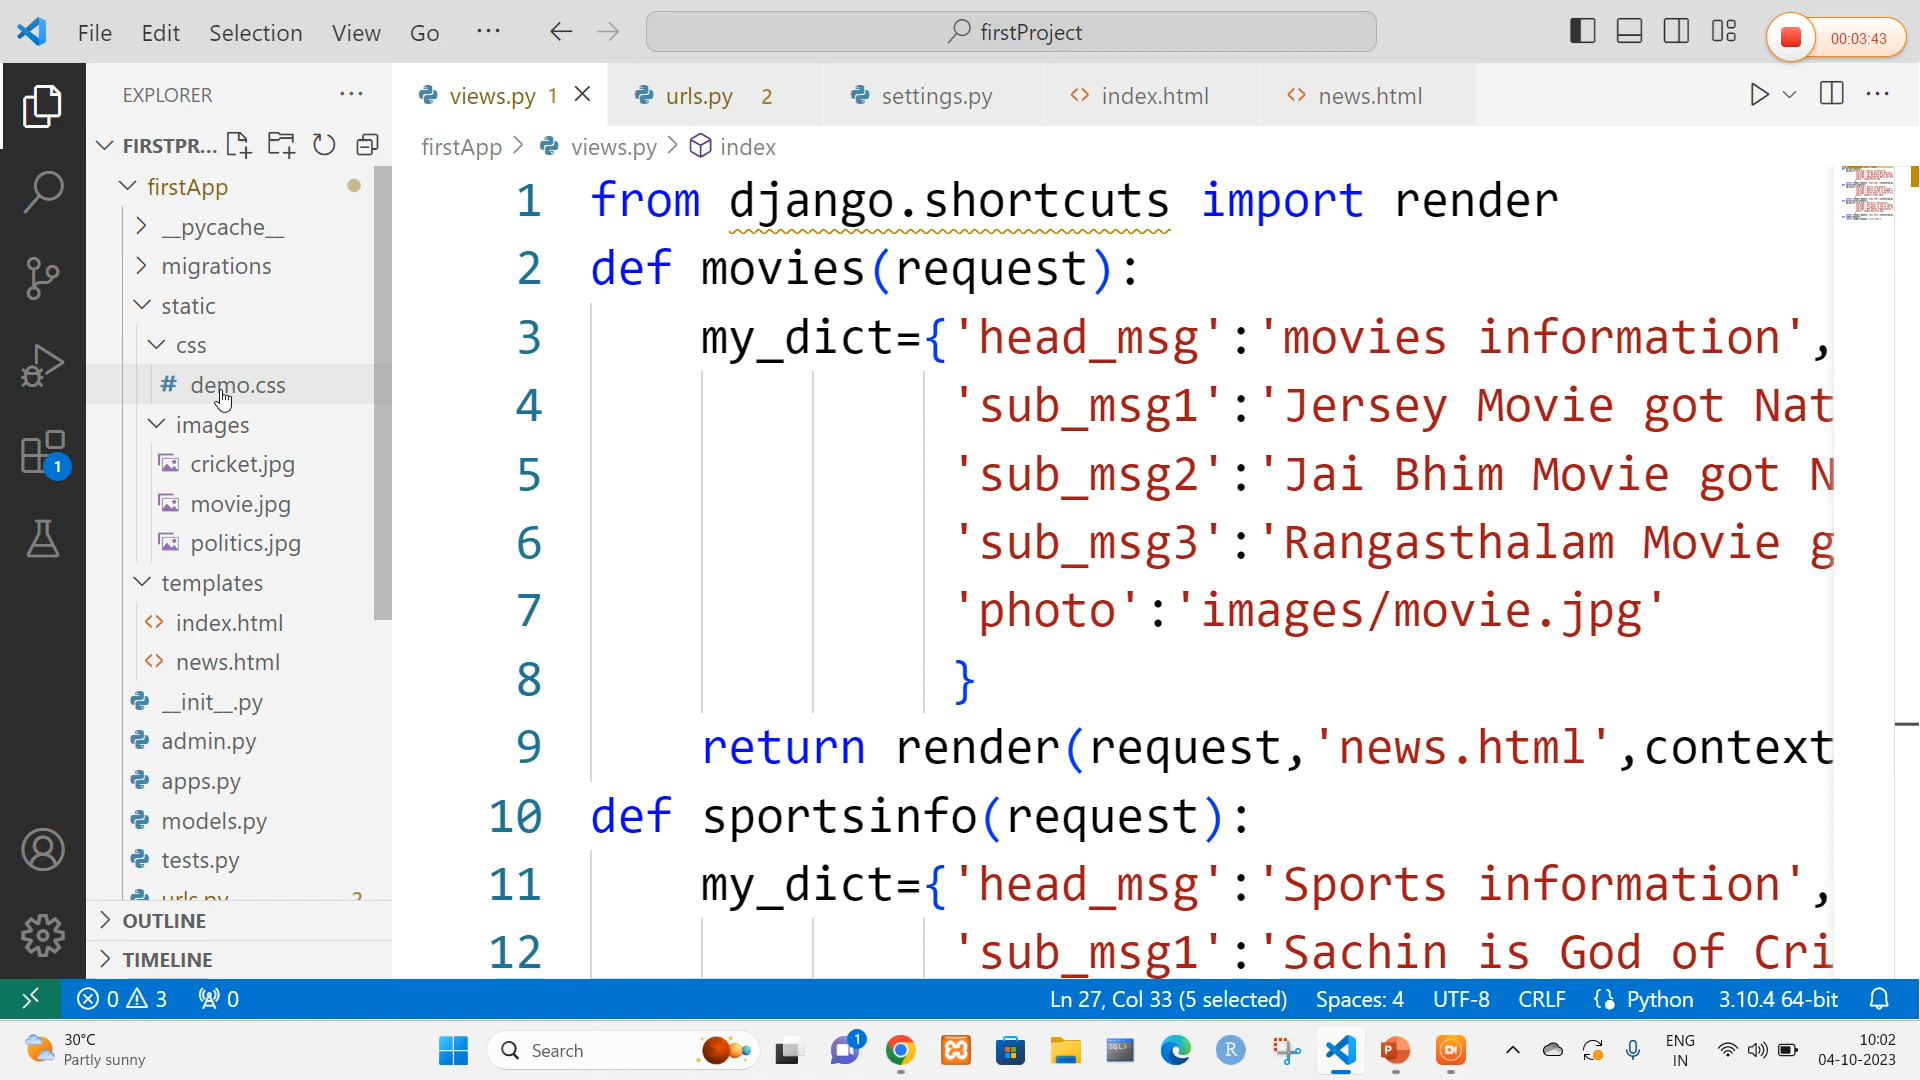 File Edit Selection View Go ··· firstProject 00:03:43
EXPLORER ···
views.py 1 urls.py 2 settings.py index.html news.html
FIRSTPR...
firstApp > views.py > index
firstApp
__pycache__
migrations
static
css
demo.css
images
cricket.jpg
movie.jpg
politics.jpg
templates
index.html
news.html
__init__.py
admin.py
apps.py
models.py
tests.py
urls.py 2
OUTLINE
TIMELINE
1 from django.shortcuts import render
2 def movies(request):
3 my_dict={'head_msg':'movies information',
4 'sub_msg1':'Jersey Movie got Nat
5 'sub_msg2':'Jai Bhim Movie got N
6 'sub_msg3':'Rangasthalam Movie g
7 'photo':'images/movie.jpg'
8 }
9 return render(request,'news.html',context
10 def sportsinfo(request):
11 my_dict={'head_msg':'Sports information',
12 'sub_msg1':'Sachin is God of Cri
1
0 3 0 Ln 27, Col 33 (5 selected) Spaces: 4 UTF-8 CRLF Python 3.10.4 64-bit
30°C
Partly sunny
Search
1
SQL>
R
ENG
IN
10:02
04-10-2023